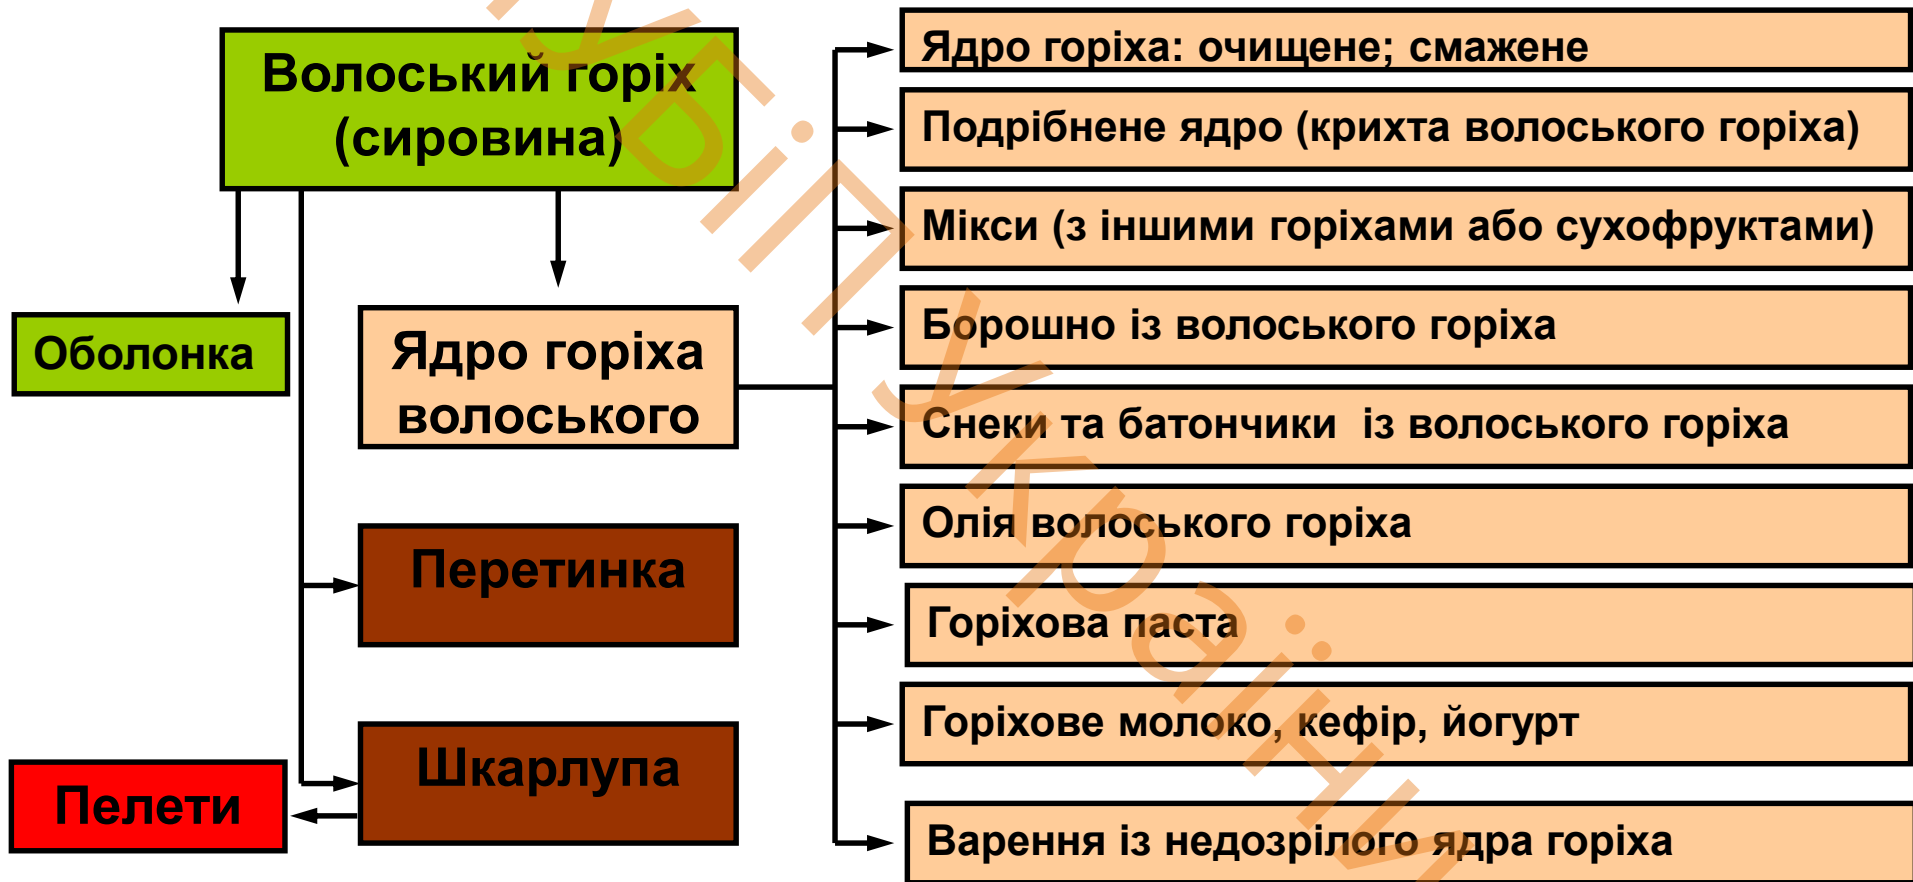 Волоський горіх
(сировина)
Оболонка
Ядро горіха
волоського
Перетинка
Шкарлупа
Пелети
Ядро горіха: очищене; смажене
Подрібнене ядро (крихта волоського горіха)
Мікси (з іншими горіхами або сухофруктами)
Борошно із волоського горіха
Снеки та батончики із волоського горіха
Олія волоського горіха
Горіхова паста
Горіхове молоко, кефір, йогурт
Варення із недозрілого ядра горіха
УБіП України